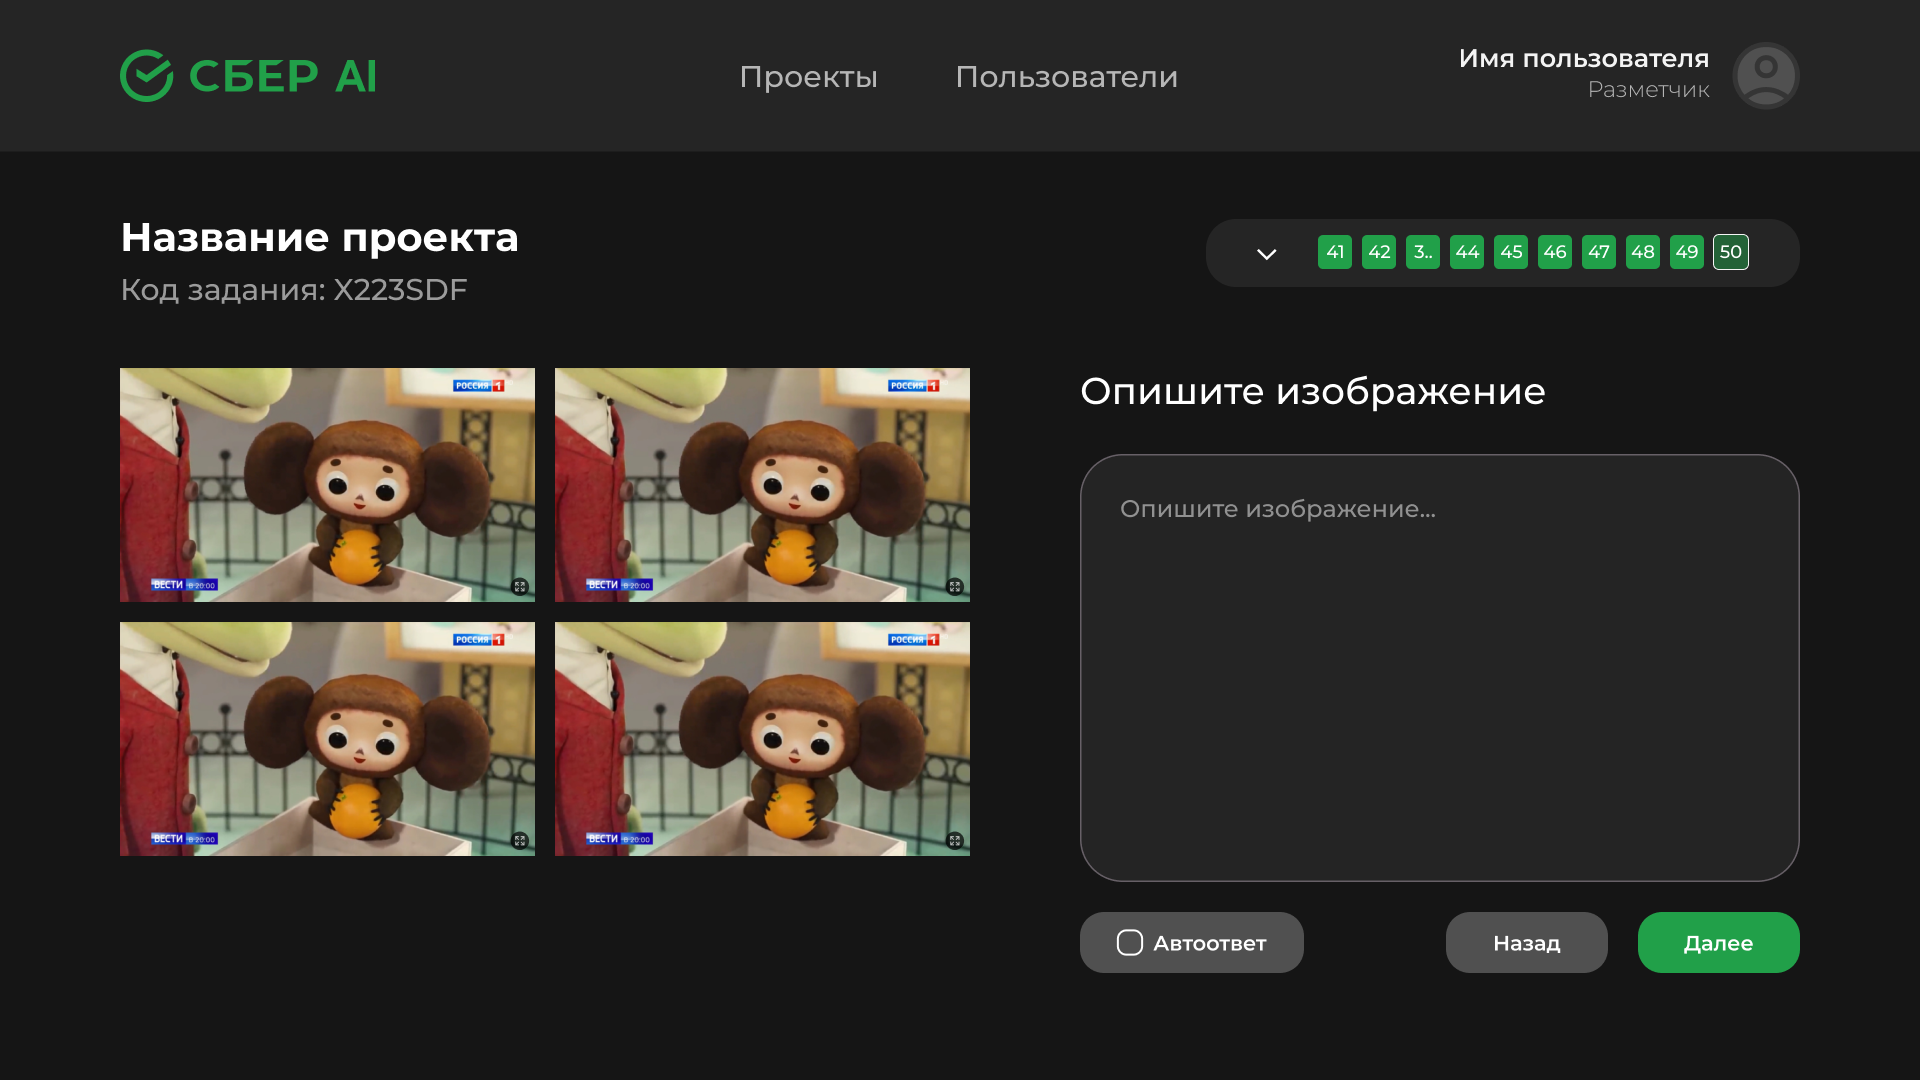 СБЕР AI
Проекты
Пользователи
Имя пользователя
Разметчик
Название проекта
Код задания: X223SDF
41 42 3.. 44 45 46 47 48 49 50
РОССИЯ 1
ВЕСТИ В 20:00
РОССИЯ 1
ВЕСТИ В 20:00
РОССИЯ 1
ВЕСТИ В 20:00
РОССИЯ 1
ВЕСТИ В 20:00
Опишите изображение
Опишите изображение...
Автоответ
Назад
Далее